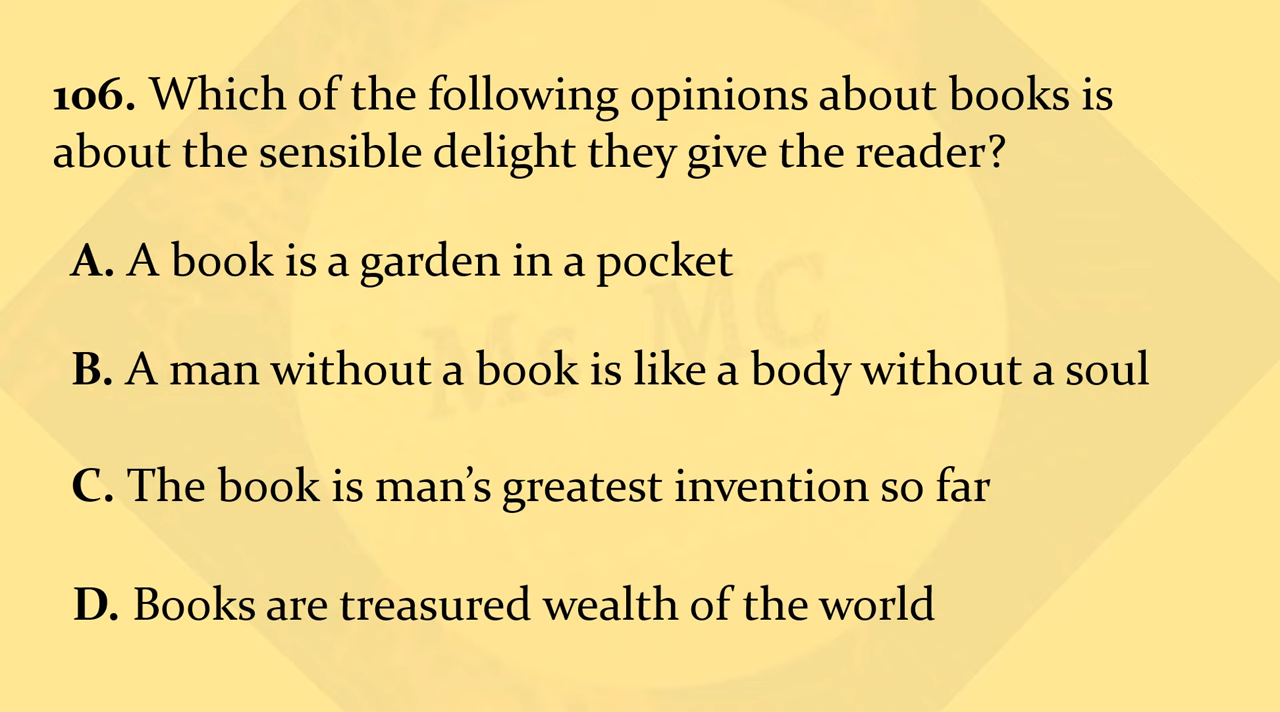 106. Which of the following opinions about books is
about the sensible delight they give the reader?
A. A book is a garden in a pocket
B. A man without a book is like a body without a soul
C. The book is man’s greatest invention so far
D. Books are treasured wealth of the world
Ms MC